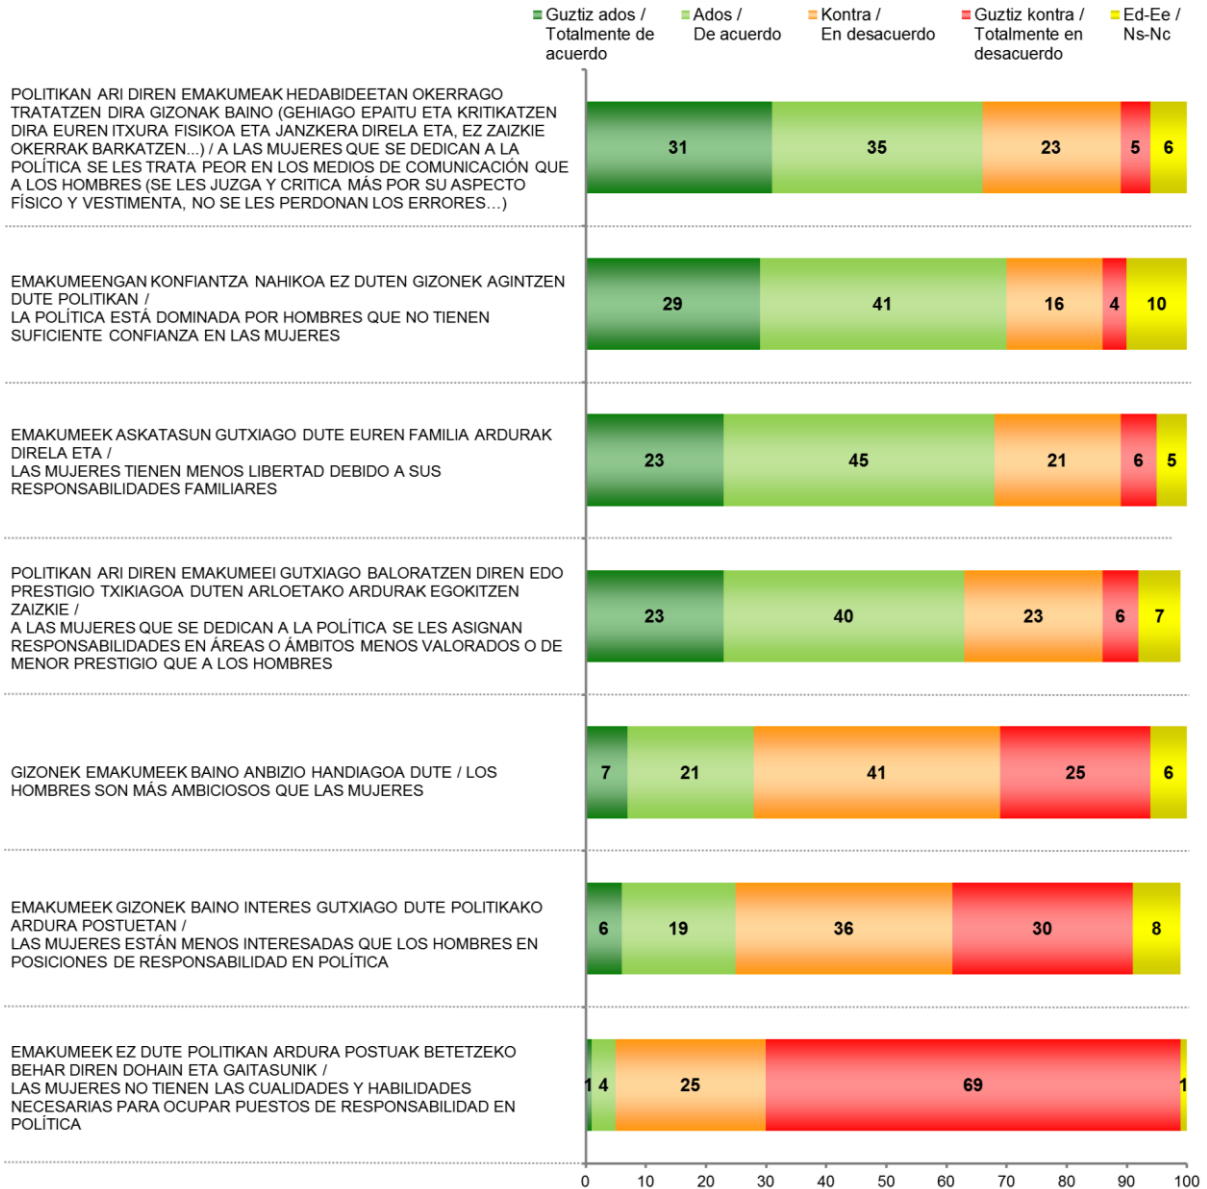 Guztiz ados /
Totalmente de
acuerdo
Ados /
De acuerdo
Kontra /
En desacuerdo
Guztiz kontra /
Totalmente en
desacuerdo
Ed-Ee /
Ns-Nc
POLITIKAN ARI DIREN EMAKUMEAK HEDABIDEETAN OKERRAGO
TRATATZEN DIRA GIZONAK BAINO (GEHIAGO EPAITU ETA KRITIKATZEN
DIRA EUREN ITXURA FISIKOA ETA JANZKERA DIRELA ETA, EZ ZAIZKIE
OKERRAK BARKATZEN...) / A LAS MUJERES QUE SE DEDICAN A LA
POLÍTICA SE LES TRATA PEOR EN LOS MEDIOS DE COMUNICACIÓN QUE
A LOS HOMBRES (SE LES JUZGA Y CRITICA MÁS POR SU ASPECTO
FÍSICO Y VESTIMENTA, NO SE LES PERDONAN LOS ERRORES…)
31 35 23 5 6
EMAKUMEENGAN KONFIANTZA NAHIKOA EZ DUTEN GIZONEK AGINTZEN
DUTE POLITIKAN /
LA POLÍTICA ESTÁ DOMINADA POR HOMBRES QUE NO TIENEN
SUFICIENTE CONFIANZA EN LAS MUJERES
29 41 16 4 10
EMAKUMEEK ASKATASUN GUTXIAGO DUTE EUREN FAMILIA ARDURAK
DIRELA ETA /
LAS MUJERES TIENEN MENOS LIBERTAD DEBIDO A SUS
RESPONSABILIDADES FAMILIARES
23 45 21 6 5
POLITIKAN ARI DIREN EMAKUMEEI GUTXIAGO BALORATZEN DIREN EDO
PRESTIGIO TXIKIAGOA DUTEN ARLOETAKO ARDURAK EGOKITZEN
ZAIZKIE /
A LAS MUJERES QUE SE DEDICAN A LA POLÍTICA SE LES ASIGNAN
RESPONSABILIDADES EN ÁREAS O ÁMBITOS MENOS VALORADOS O DE
MENOR PRESTIGIO QUE A LOS HOMBRES
23 40 23 6 7
GIZONEK EMAKUMEEK BAINO ANBIZIO HANDIAGOA DUTE / LOS
HOMBRES SON MÁS AMBICIOSOS QUE LAS MUJERES
7 21 41 25 6
EMAKUMEEK GIZONEK BAINO INTERES GUTXIAGO DUTE POLITIKAKO
ARDURA POSTUETAN /
LAS MUJERES ESTÁN MENOS INTERESADAS QUE LOS HOMBRES EN
POSICIONES DE RESPONSABILIDAD EN POLÍTICA
6 19 36 30 8
EMAKUMEEK EZ DUTE POLITIKAN ARDURA POSTUAK BETETZEKO
BEHAR DIREN DOHAIN ETA GAITASUNIK /
LAS MUJERES NO TIENEN LAS CUALIDADES Y HABILIDADES
NECESARIAS PARA OCUPAR PUESTOS DE RESPONSABILIDAD EN
POLÍTICA
1 4 25 69 1
0 10 20 30 40 50 60 70 80 90 100